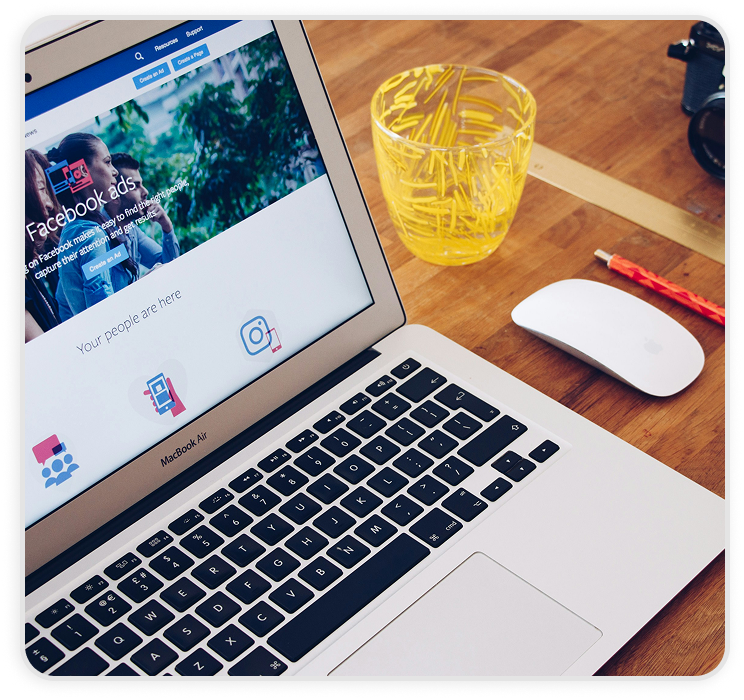 Resources Support
Create an Ad Create a Page
Facebook ads
on Facebook makes it easy to find the right people,
capture their attention and get results.
Create an Ad
Your people are here
MacBook Air
Q W E R T Y U I O P
A S D F G H J K L
Z X C V B N M
cmd